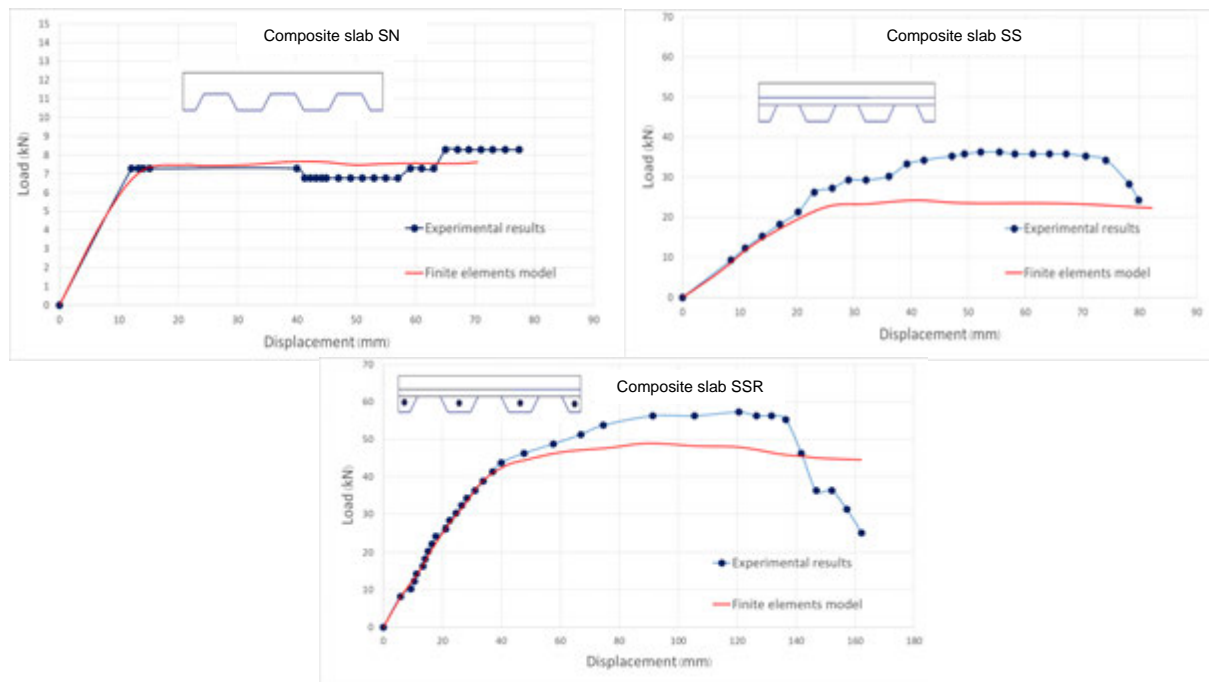 Composite slab SN
15
14
13
12
11
10
9
8
7
6
5
4
3
2
1
0
Load (kN)
Experimental results
Finite elements model
0 10 20 30 40 50 60 70 80 90
Displacement (mm)
Composite slab SS
70
60
50
40
30
20
10
0
Load (kN)
Experimental results
Finite elements model
0 10 20 30 40 50 60 70 80 90
Displacement (mm)
Composite slab SSR
70
60
50
40
30
20
10
0
Load (kN)
Experimental results
Finite elements model
0 20 40 60 80 100 120 140 160 180
Displacement (mm)